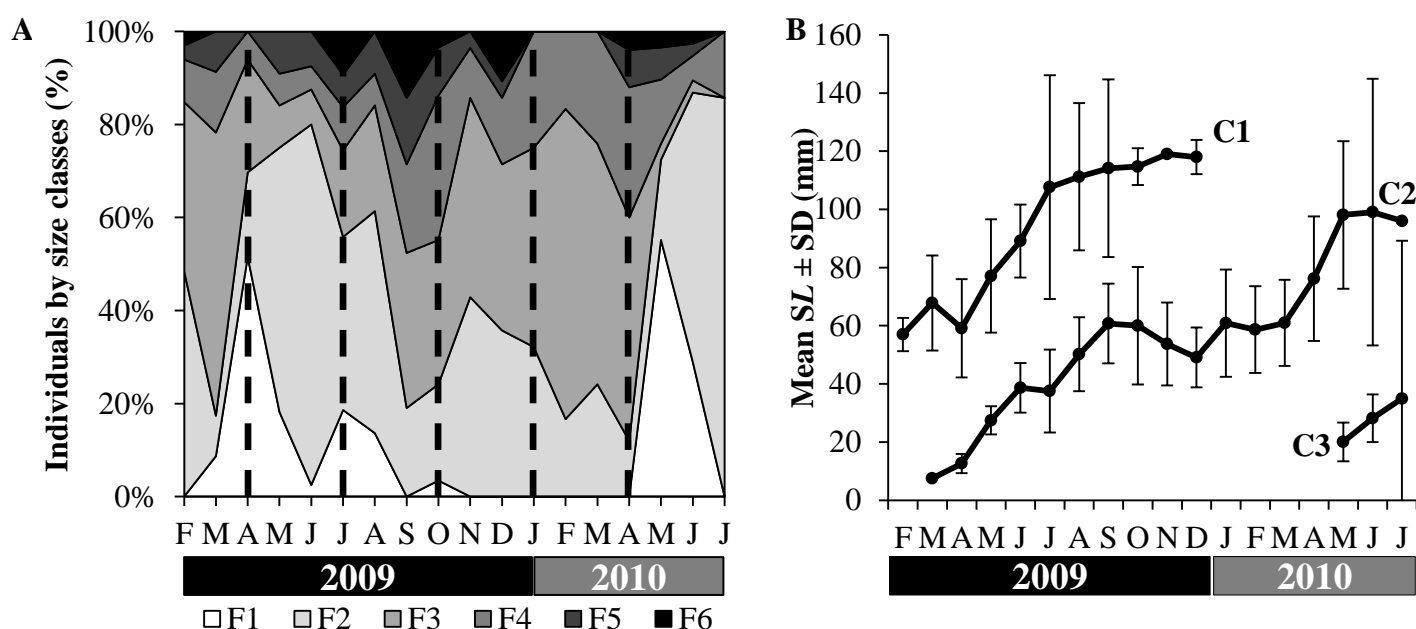 A
Individuals by size classes (%)
100%
80%
60%
40%
20%
0%
F M A M J J A S O N D J F M A M J J
2009 2010
F1 F2 F3 F4 F5 F6
B
Mean SL ± SD (mm)
160
140
120
100
80
60
40
20
0
C1
C2
C3
F M A M J J A S O N D J F M A M J J
2009 2010